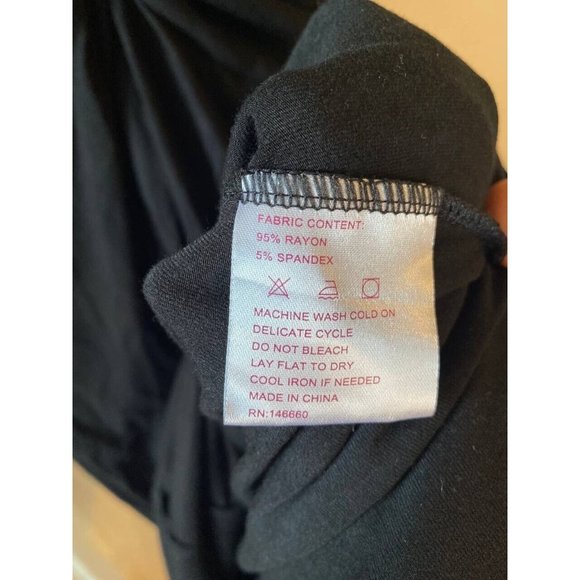 FABRIC CONTENT:
95% RAYON
5% SPANDEX
MACHINE WASH COLD ON
DELICATE CYCLE
DO NOT BLEACH
LAY FLAT TO DRY
COOL IRON IF NEEDED
MADE IN CHINA
RN:146660